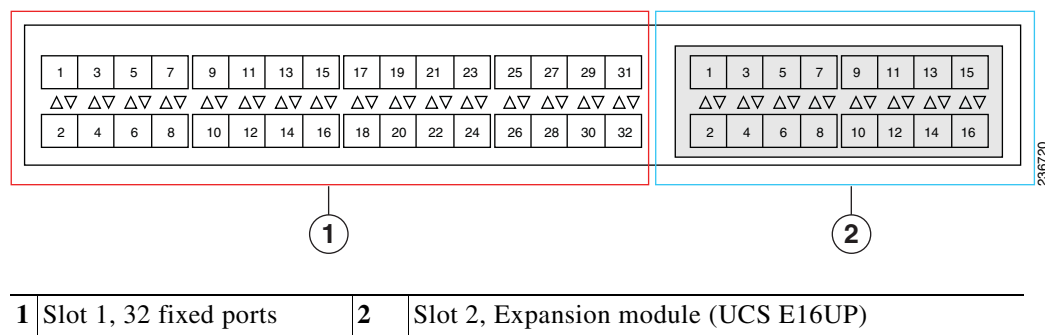 1 3 5 7 9 11 13 15 17 19 21 23 25 27 29 31
2 4 6 8 10 12 14 16 18 20 22 24 26 28 30 32
1 3 5 7 9 11 13 15
2 4 6 8 10 12 14 16
236720
1
2
1 Slot 1, 32 fixed ports 2 Slot 2, Expansion module (UCS E16UP)